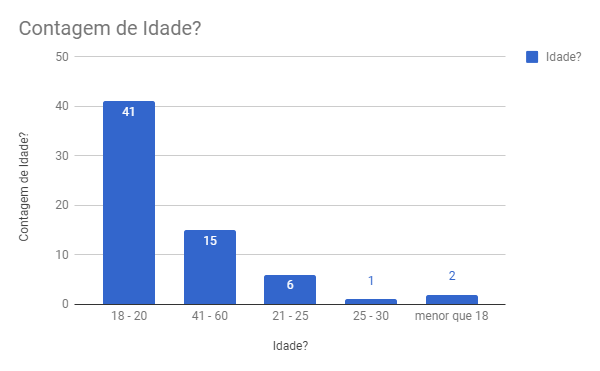 Contagem de Idade?
Idade?
Contagem de Idade?
50
40
30
20
10
0
41
15
6
1
2
18 - 20
41 - 60
21 - 25
25 - 30
menor que 18
Idade?